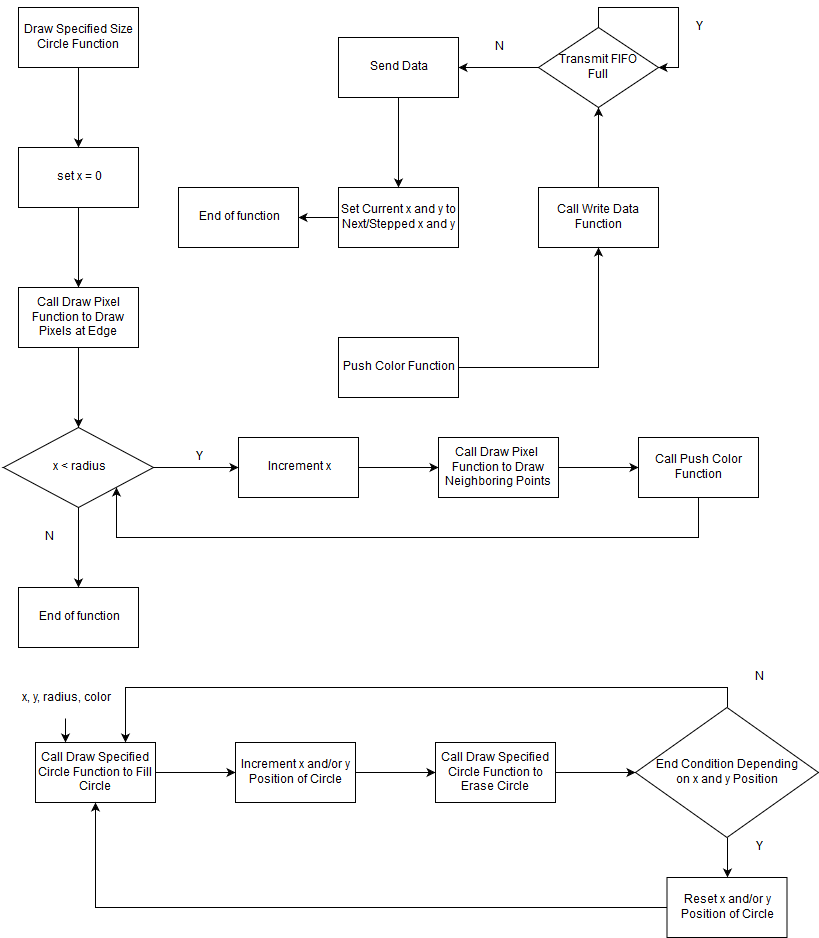 Draw Specified Size
Circle Function
set x = 0
Call Draw Pixel
Function to Draw
Pixels at Edge
x < radius
Y
N
Increment x
Call Draw Pixel
Function to Draw
Neighboring Points
Call Push Color
Function
End of function
Push Color Function
Call Write Data
Function
Transmit FIFO
Full
Y
N
Send Data
Set Current x and y to
Next/Stepped x and y
End of function
x, y, radius, color
Call Draw Specified
Circle Function to Fill
Circle
Increment x and/or y
Position of Circle
Call Draw Specified
Circle Function to
Erase Circle
End Condition Depending
on x and y Position
N
Y
Reset x and/or y
Position of Circle